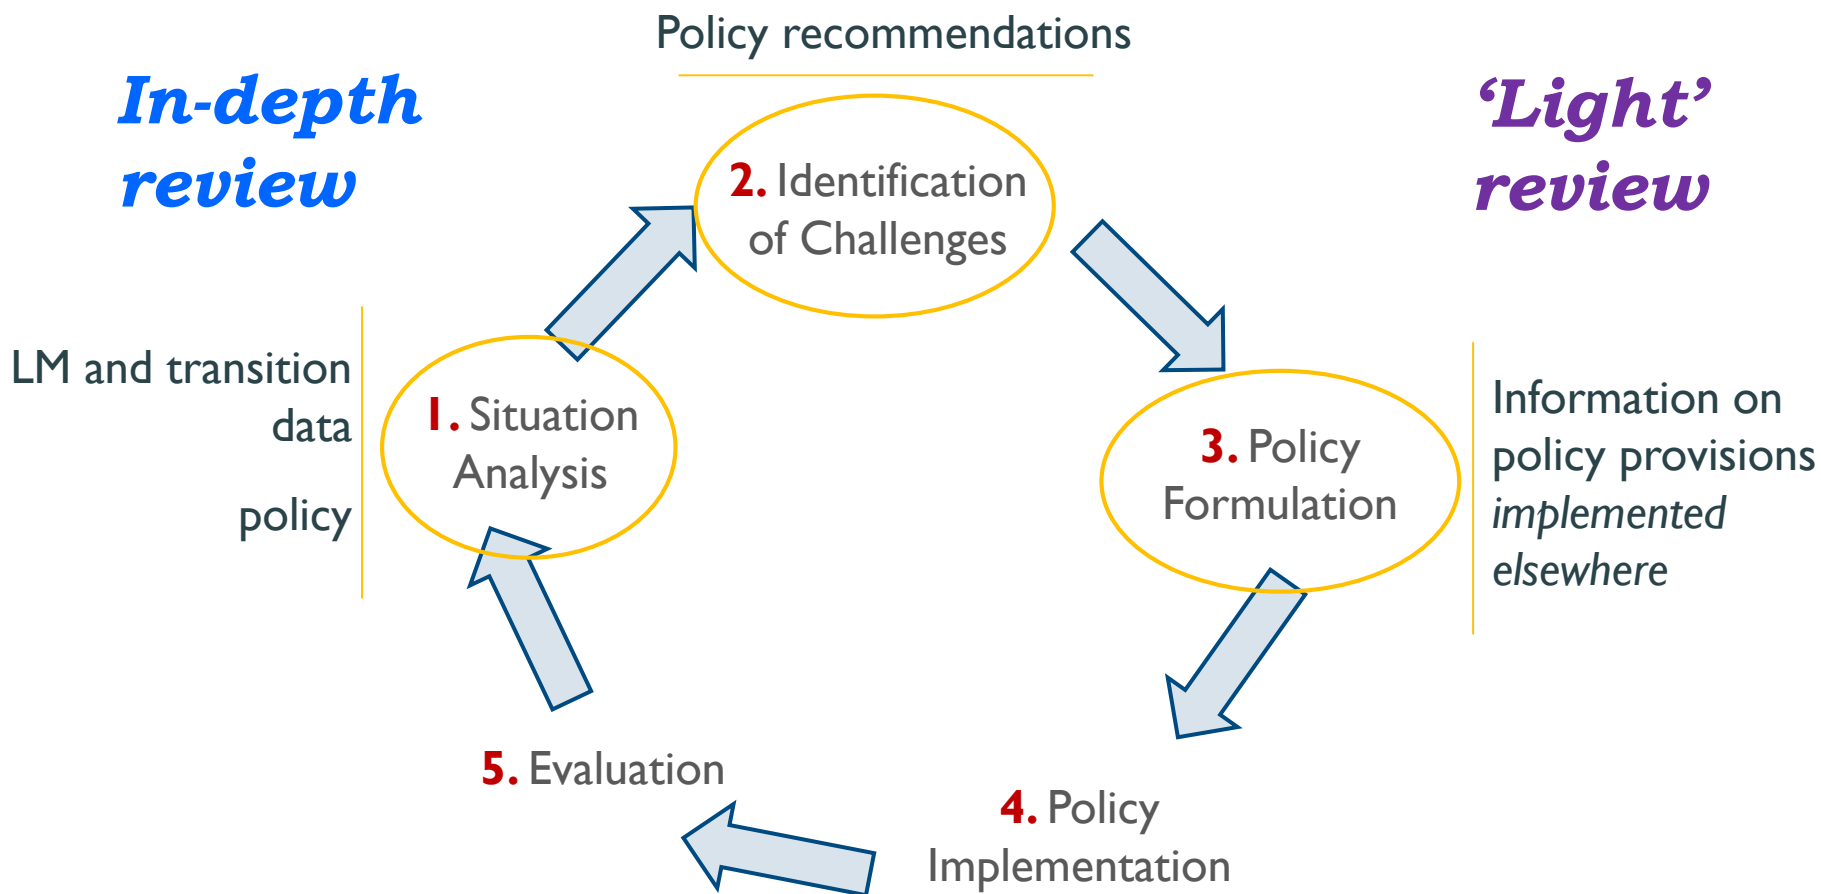 Policy recommendations
In-depth
review
‘Light’
review
2. Identification
of Challenges
LM and transition
data
policy
1. Situation
Analysis
3. Policy
Formulation
Information on
policy provisions
implemented
elsewhere
5. Evaluation
4. Policy
Implementation